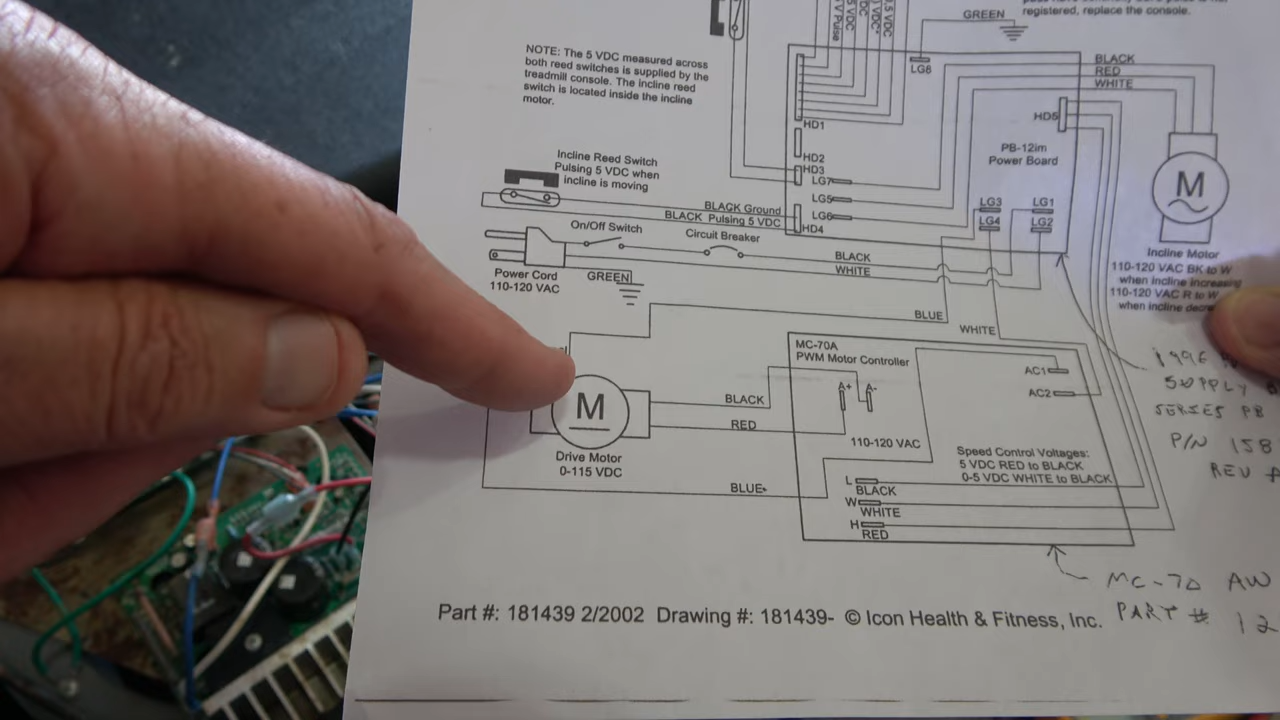 registered, replace the console.
GREEN
V Pulse
VDC
.5 VDC
NOTE: The 5 VDC measured across
both reed switches is supplied by the
treadmill console. The incline reed
switch is located inside the incline
motor.
LG8
BLACK
RED
WHITE
HD1
HD5
PB-12im
Power Board
HD2
HD3
LG7
M
Incline Reed Switch
Pulsing 5 VDC when
incline is moving
LG5
LG3
LG1
BLACK Ground
BLACK Pulsing 5 VDC
LG6
LG4
LG2
HD4
On/Off Switch
Circuit Breaker
Power Cord
110-120 VAC
GREEN
BLACK
WHITE
Incline Motor
110-120 VAC BK to W
when incline increasing
110-120 VAC R to W
when incline decre
BLUE
WHITE
MC-70A
PWM Motor Controller
AC1
AC2
A+
A-
110-120 VAC
M
Drive Motor
0-115 VDC
BLACK
RED
BLUE
Speed Control Voltages:
5 VDC RED to BLACK
0-5 VDC WHITE to BLACK
L
BLACK
W
WHITE
H
RED
1996
SUPPLY
SERIES PB
P/N 158
REV
MC-70 AW
PART # 12
Part #: 181439 2/2002 Drawing #: 181439- © Icon Health & Fitness, Inc.